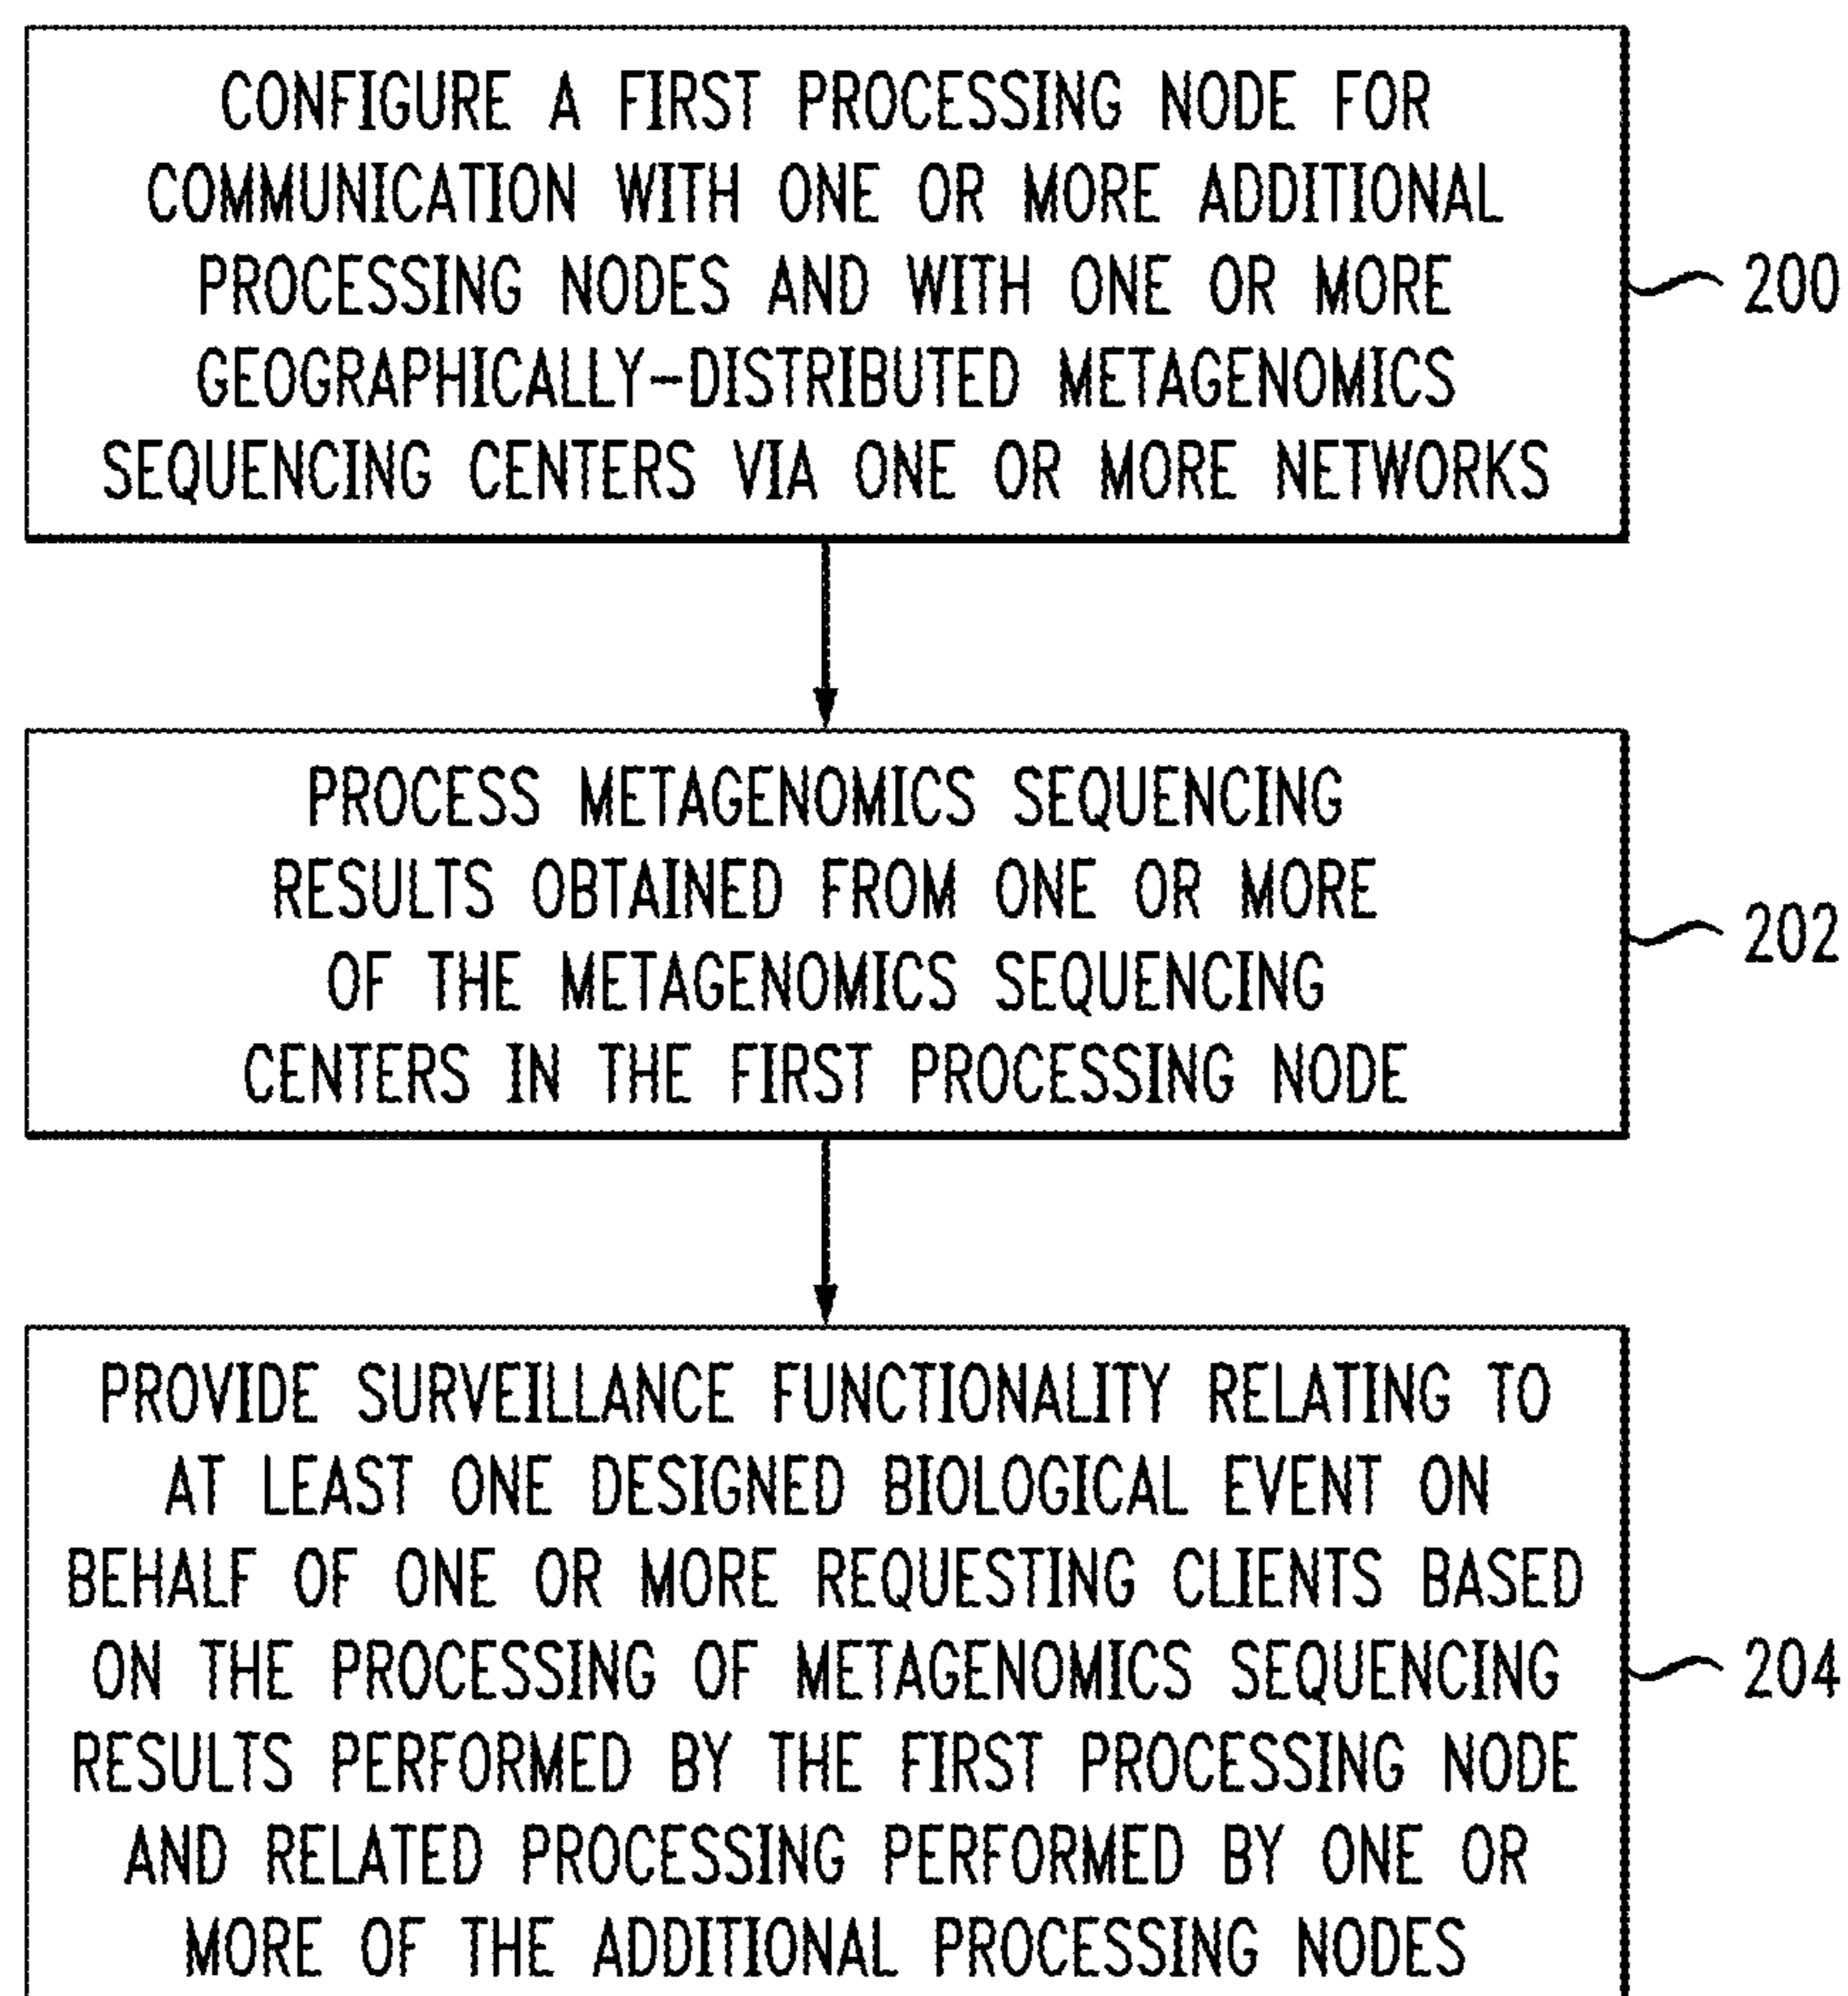 CONFIGURE A FIRST PROCESSING NODE FOR
COMMUNICATION WITH ONE OR MORE ADDITIONAL
PROCESSING NODES AND WITH ONE OR MORE
GEOGRAPHICALLY-DISTRIBUTED METAGENOMICS
SEQUENCING CENTERS VIA ONE OR MORE NETWORKS
200
PROCESS METAGENOMICS SEQUENCING
RESULTS OBTAINED FROM ONE OR MORE
OF THE METAGENOMICS SEQUENCING
CENTERS IN THE FIRST PROCESSING NODE
202
PROVIDE SURVEILLANCE FUNCTIONALITY RELATING TO
AT LEAST ONE DESIGNED BIOLOGICAL EVENT ON
BEHALF OF ONE OR MORE REQUESTING CLIENTS BASED
ON THE PROCESSING OF METAGENOMICS SEQUENCING
RESULTS PERFORMED BY THE FIRST PROCESSING NODE
AND RELATED PROCESSING PERFORMED BY ONE OR
MORE OF THE ADDITIONAL PROCESSING NODES
204